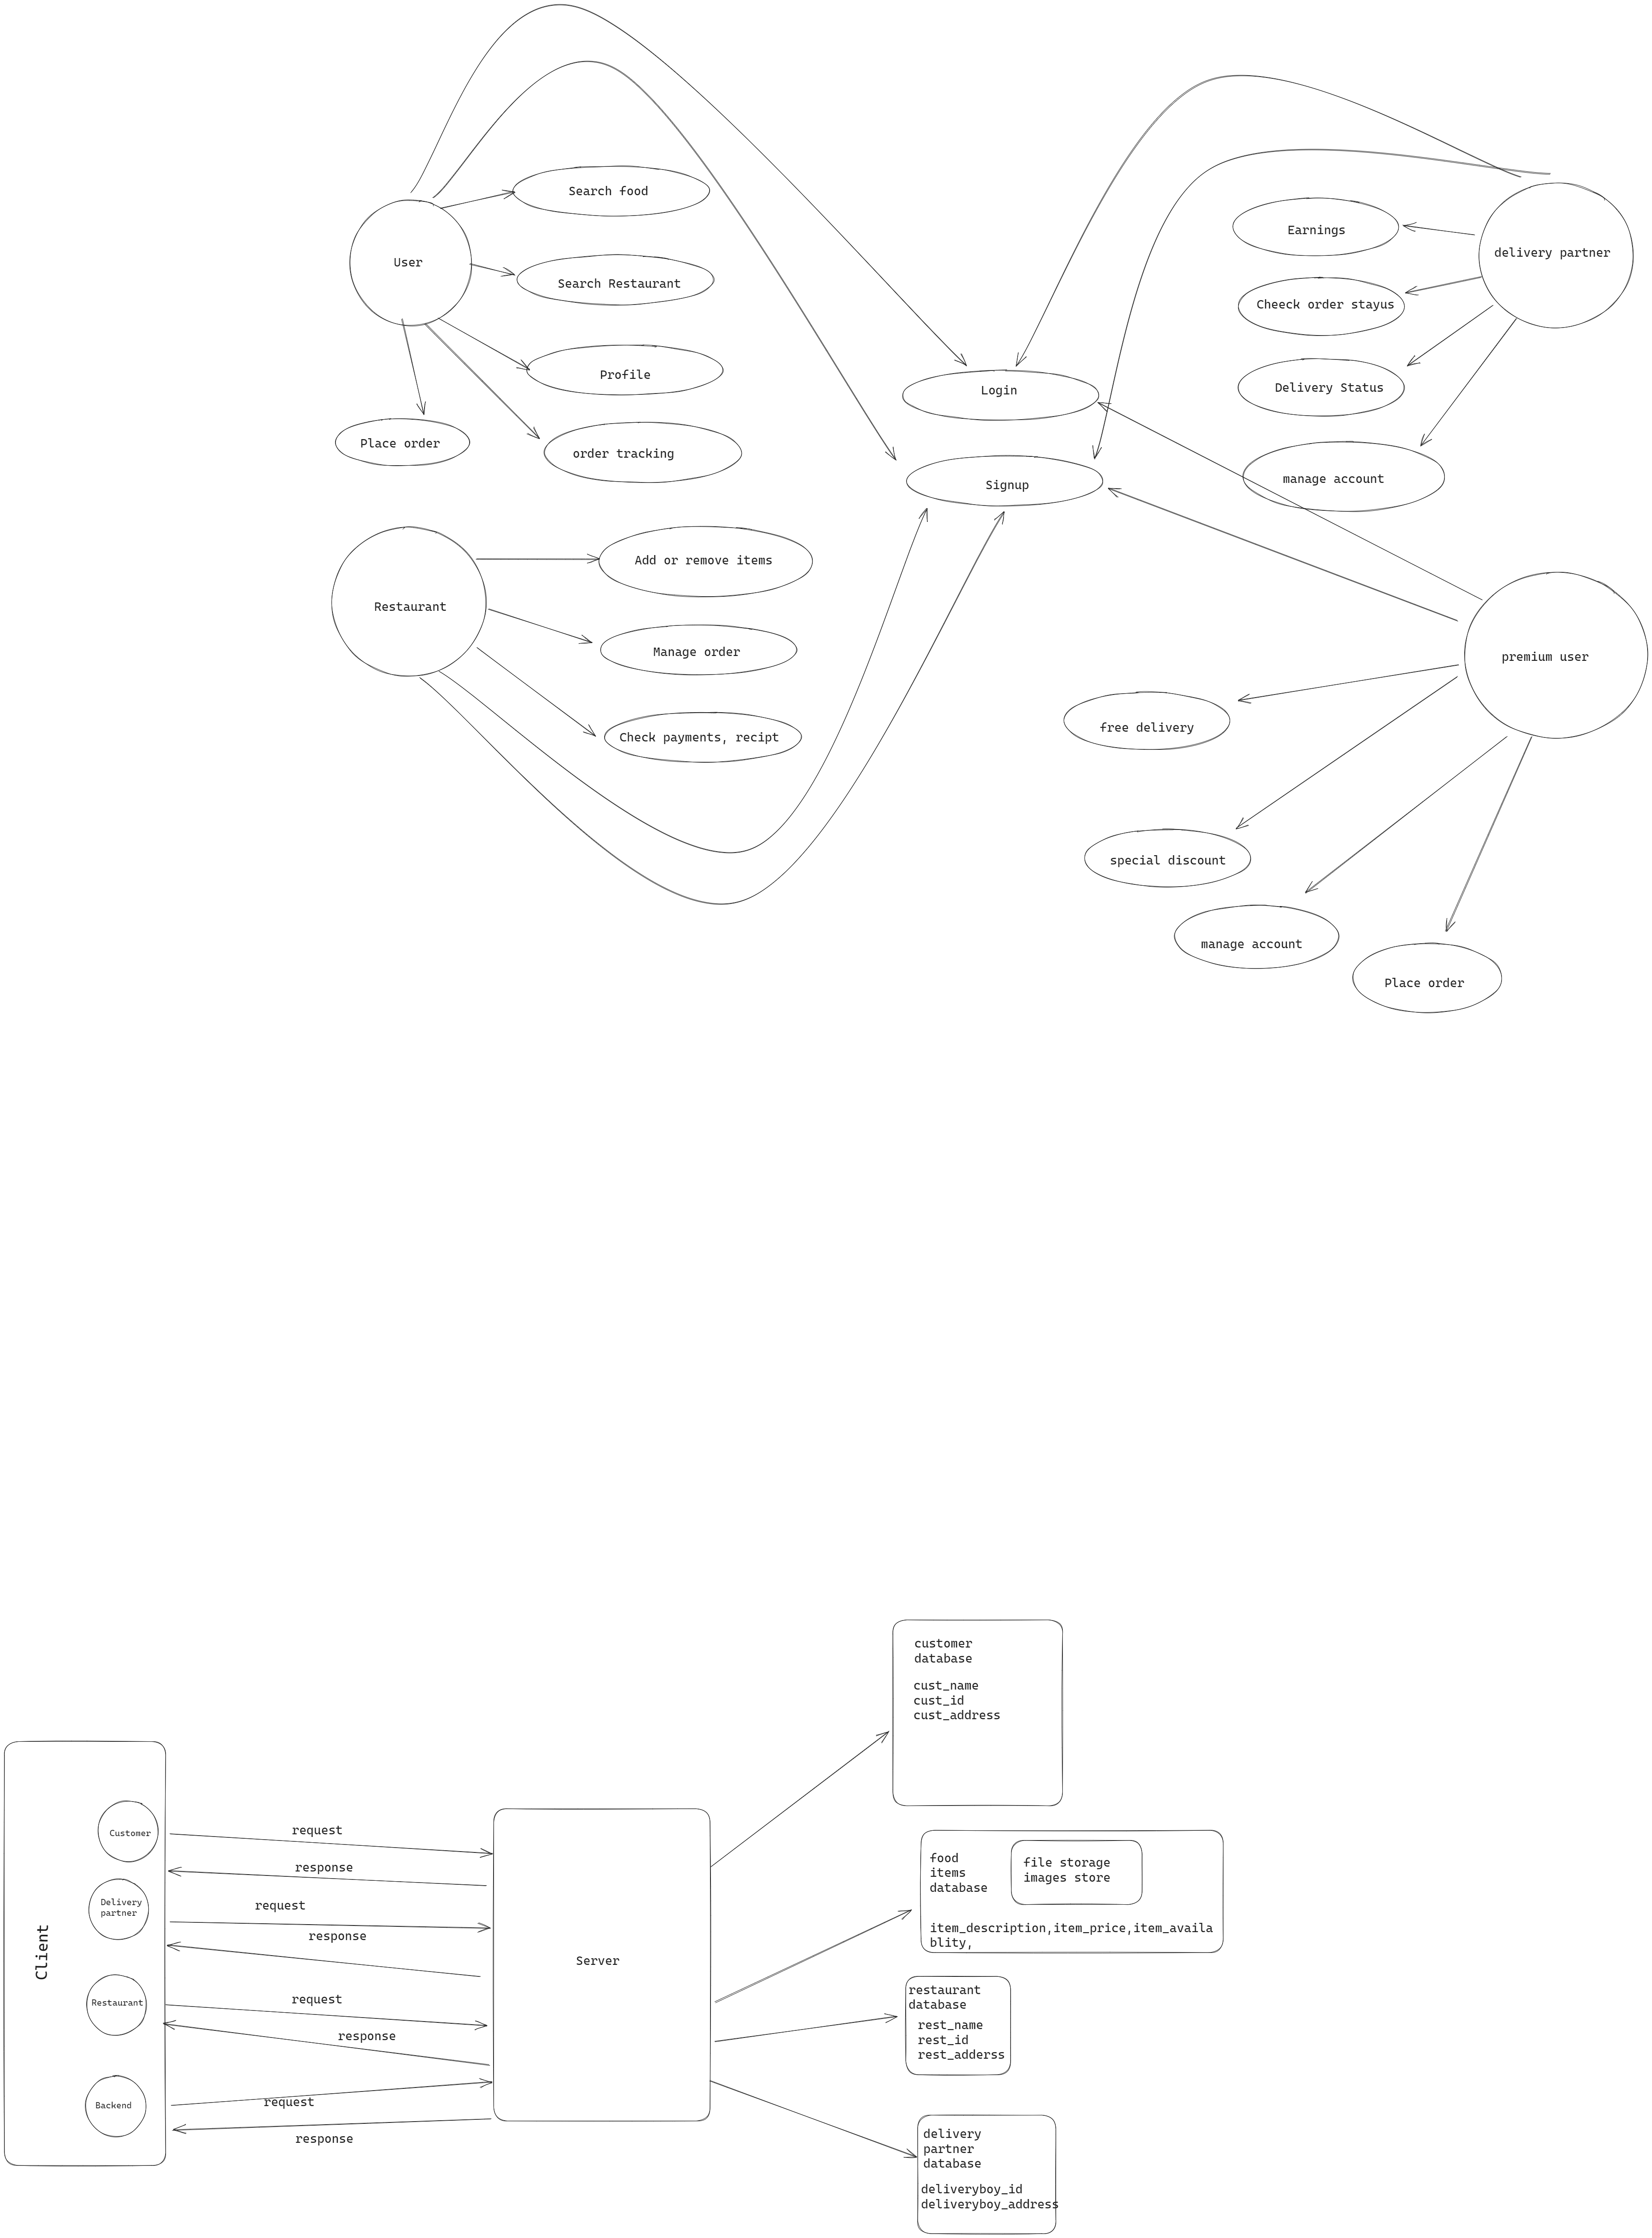 Search food
User
Search Restaurant
Profile
Place order
order tracking
Login
Signup
Earnings
delivery partner
Cheeck order stayus
Delivery Status
manage account
Restaurant
Add or remove items
Manage order
Check payments, recipt
premium user
free delivery
special discount
manage account
Place order
Client
Customer
Delivery
partner
Restaurant
Backend
request
response
request
response
request
response
request
response
Server
customer
database
cust_name
cust_id
cust_address
food
items
database
file storage
images store
item_description,item_price,item_availa
blity,
restaurant
database
rest_name
rest_id
rest_adderss
delivery
partner
database
deliveryboy_id
deliveryboy_address